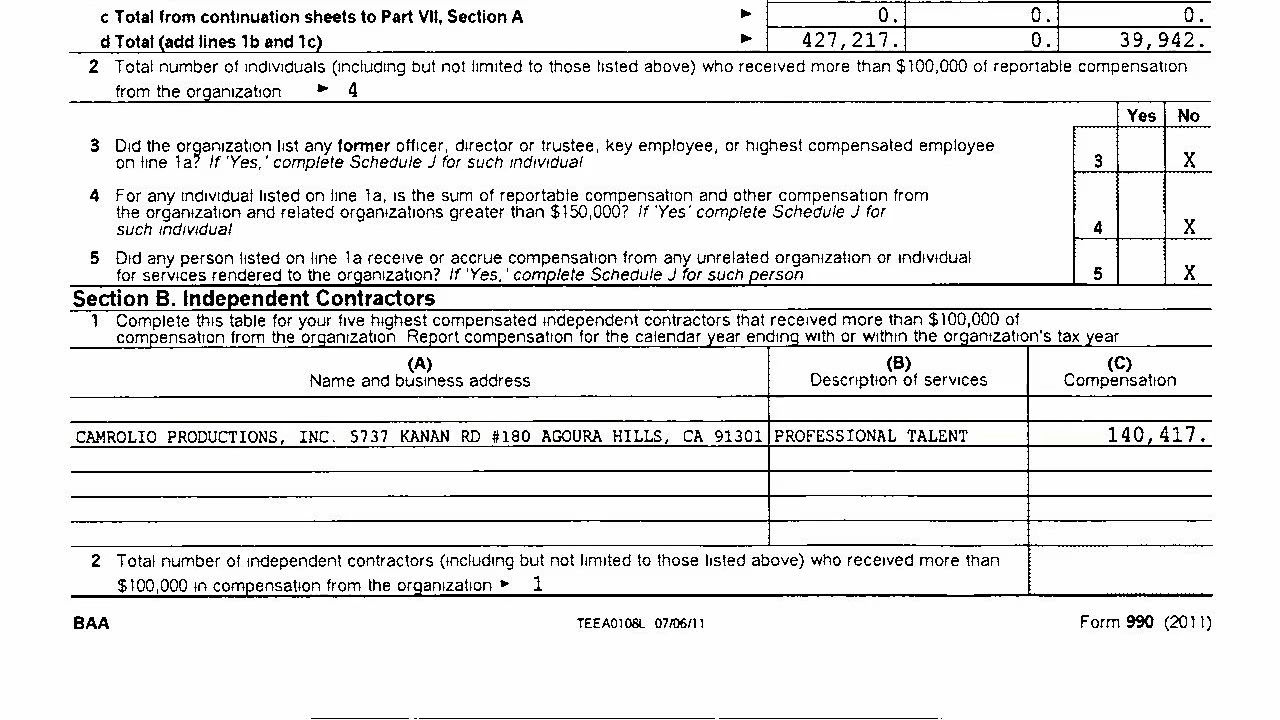 c Total from continuation sheets to Part VII, Section A ► 0. 0. 0.
d Total (add lines 1b and 1c) ► 427,217. 0. 39,942.
2 Total number of individuals (including but not limited to those listed above) who received more than $100,000 of reportable compensation
from the organization ► 4
Yes No
3 Did the organization list any former officer, director or trustee, key employee, or highest compensated employee
on line 1a? If 'Yes,' complete Schedule J for such individual 3 X
4 For any individual listed on line 1a, is the sum of reportable compensation and other compensation from
the organization and related organizations greater than $150,000? If 'Yes' complete Schedule J for
such individual 4 X
5 Did any person listed on line 1a receive or accrue compensation from any unrelated organization or individual
for services rendered to the organization? If 'Yes,' complete Schedule J for such person 5 X
Section B. Independent Contractors
1 Complete this table for your five highest compensated independent contractors that received more than $100,000 of
compensation from the organization Report compensation for the calendar year ending with or within the organization's tax year
(A) (B) (C)
Name and business address Description of services Compensation
CAMROLIO PRODUCTIONS, INC. 5737 KANAN RD #180 AGOURA HILLS, CA 91301 PROFESSIONAL TALENT 140,417.
2 Total number of independent contractors (including but not limited to those listed above) who received more than
$100,000 in compensation from the organization ► 1
BAA TEEA0108L 07/06/11 Form 990 (2011)